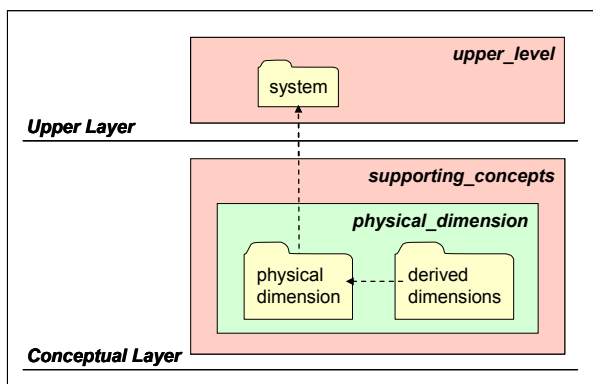 upper_level
system
Upper Layer
supporting_concepts
physical_dimension
physical
dimension
derived
dimensions
Conceptual Layer